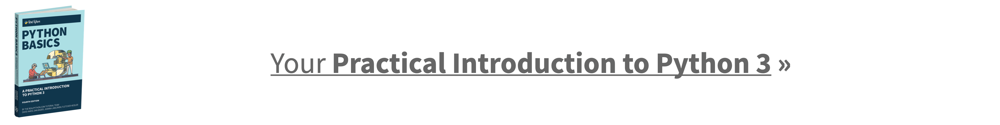 Real Python
PYTHON
BASICS
A PRACTICAL INTRODUCTION
TO PYTHON 3
FOURTH EDITION
BY THE REALPYTHON.COM TUTORIAL TEAM
DAVID AMOS, DAN BADER, JOANNA JABLONSKI, FLETCHER HEISLER
PYTHON BASICS
Your Practical Introduction to Python 3 »